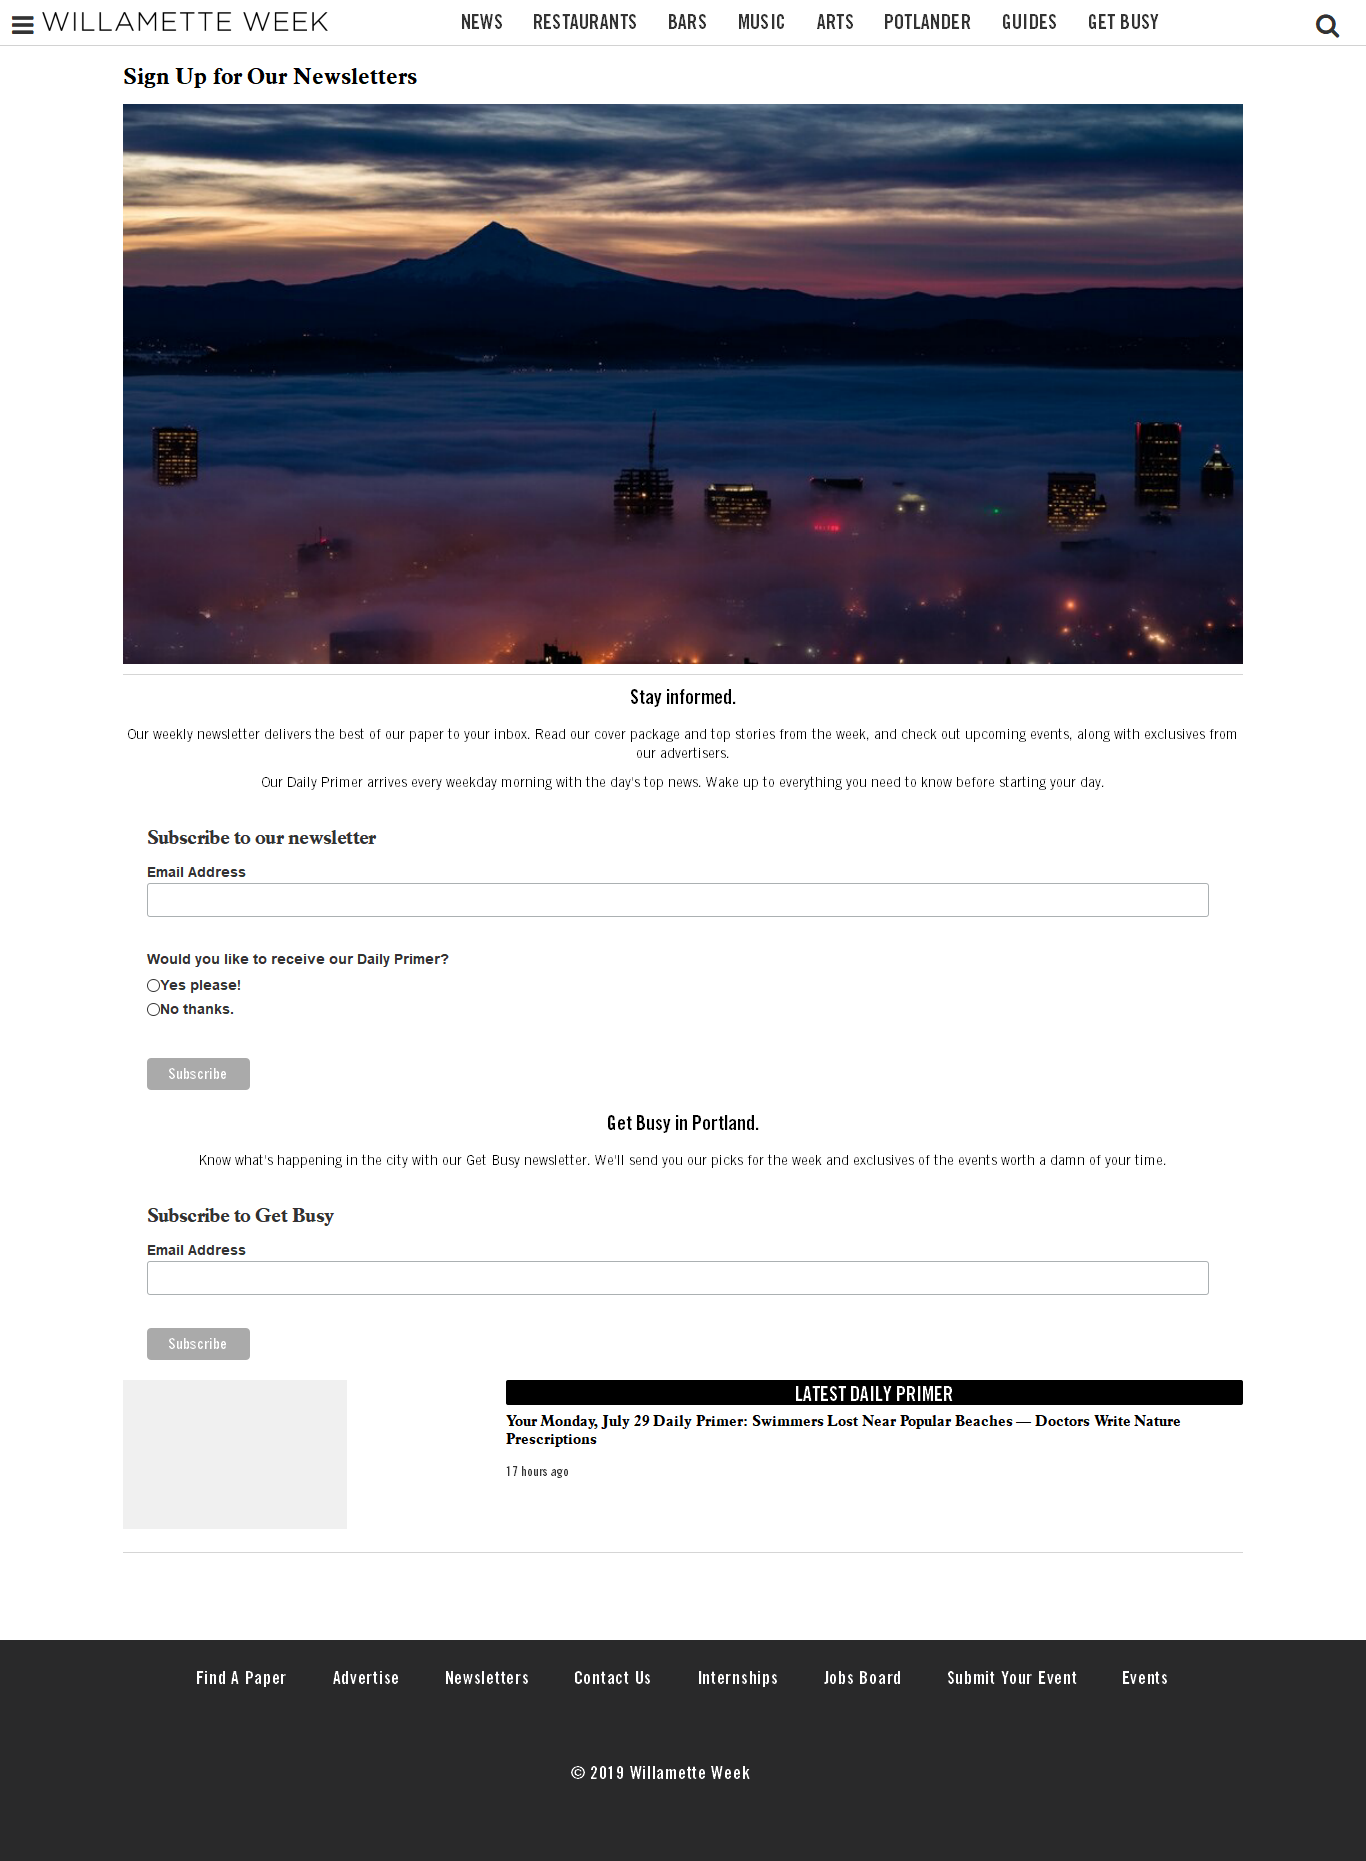 WILLAMETTE WEEK
NEWS RESTAURANTS BARS MUSIC ARTS POTLANDER GUIDES GET BUSY
Sign Up for Our Newsletters
Stay informed.
Our weekly newsletter delivers the best of our paper to your inbox. Read our cover package and top stories from the week, and check out upcoming events, along with exclusives from
our advertisers.
Our Daily Primer arrives every weekday morning with the day's top news. Wake up to everything you need to know before starting your day.
Subscribe to our newsletter
Email Address
Would you like to receive our Daily Primer?
Yes please!
No thanks.
Subscribe
Get Busy in Portland.
Know what's happening in the city with our Get Busy newsletter. We'll send you our picks for the week and exclusives of the events worth a damn of your time.
Subscribe to Get Busy
Email Address
Subscribe
LATEST DAILY PRIMER
Your Monday, July 29 Daily Primer: Swimmers Lost Near Popular Beaches — Doctors Write Nature
Prescriptions
17 hours ago
Find A Paper Advertise Newsletters Contact Us Internships Jobs Board Submit Your Event Events
© 2019 Willamette Week